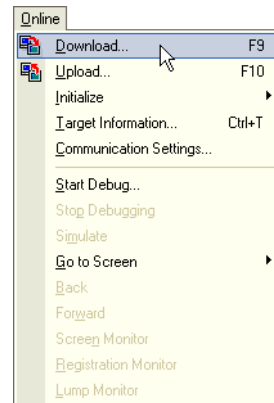 Online
Download... F9
Upload... F10
Initialize
Target Information... Ctrl+T
Communication Settings...
Start Debug...
Stop Debugging
Simulate
Go to Screen
Back
Forward
Screen Monitor
Registration Monitor
Lump Monitor